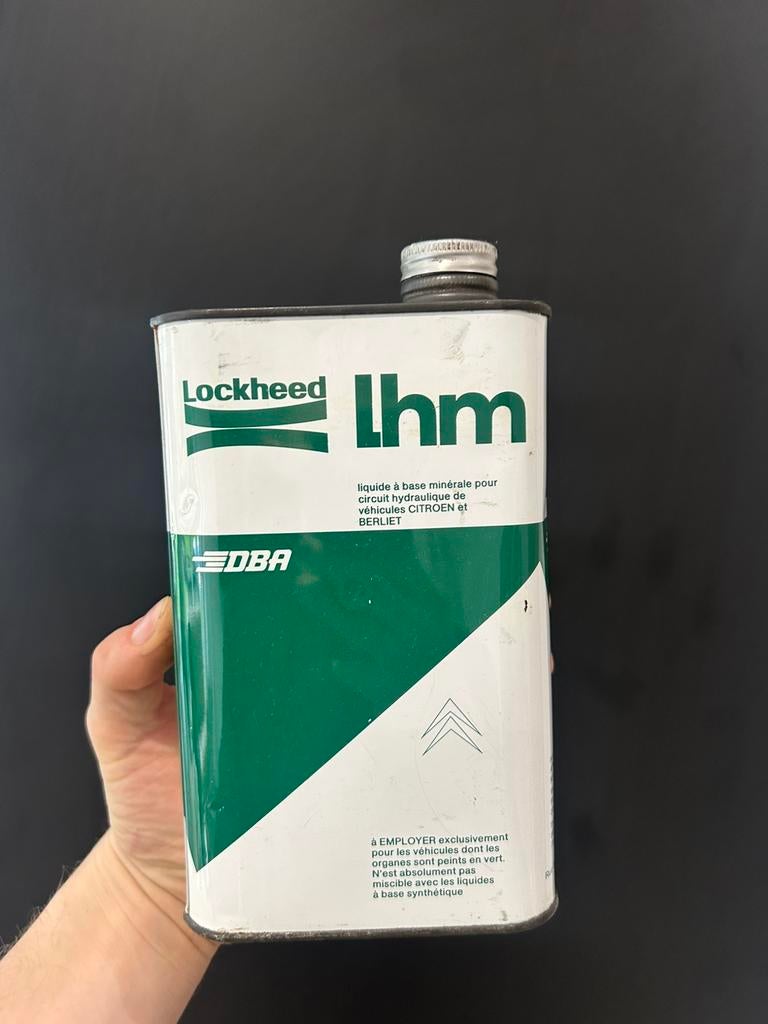 Lockheed
lhm
liquide à base minérale pour
circuit hydraulique de
véhicules CITROEN et
BERLIET
DBA
à EMPLOYER exclusivement
pour les véhicules dont les
organes sont peints en vert.
N'est absolument pas
miscible avec les liquides
à base synthétique